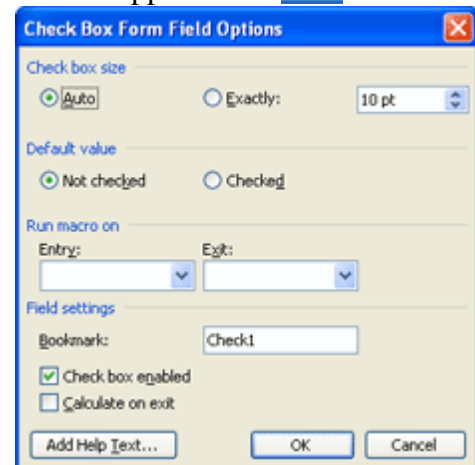 Check Box Form Field Options
Check box size
Auto Exactly: 10 pt
Default value
Not checked Checked
Run macro on
Entry: Exit:
Field settings
Bookmark: Check1
Check box enabled
Calculate on exit
Add Help Text... OK Cancel